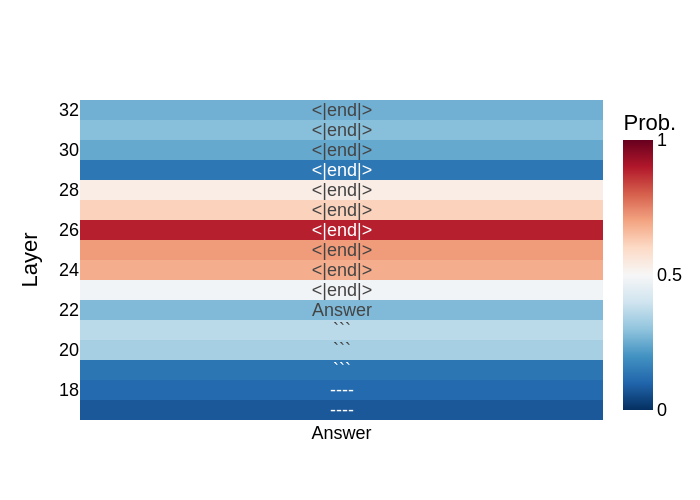 32 <|end|>
<|end|>
Prob.
30 <|end|>
1
<|end|>
28 <|end|>
<|end|>
26 <|end|>
<|end|>
Layer
24 <|end|>
0.5
<|end|>
22 Answer
```
20 ```
```
18 ----
----
0
Answer